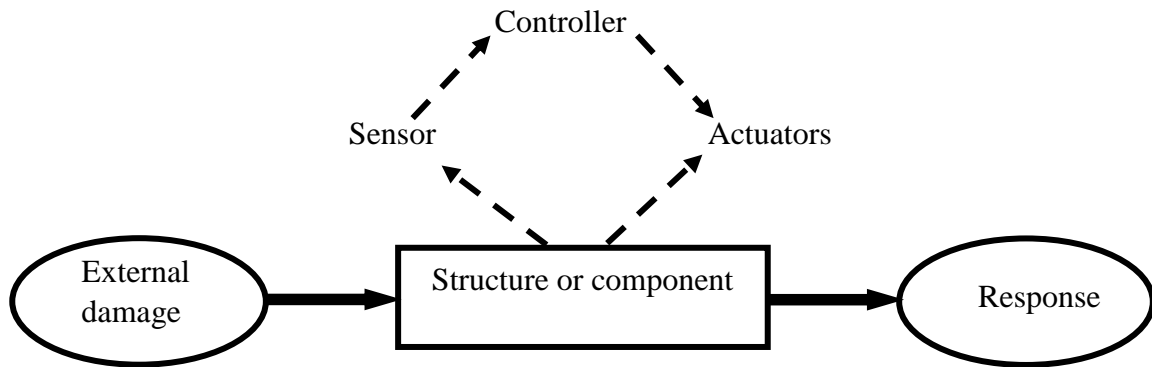 Controller
Sensor
Actuators
External
damage
Structure or component
Response